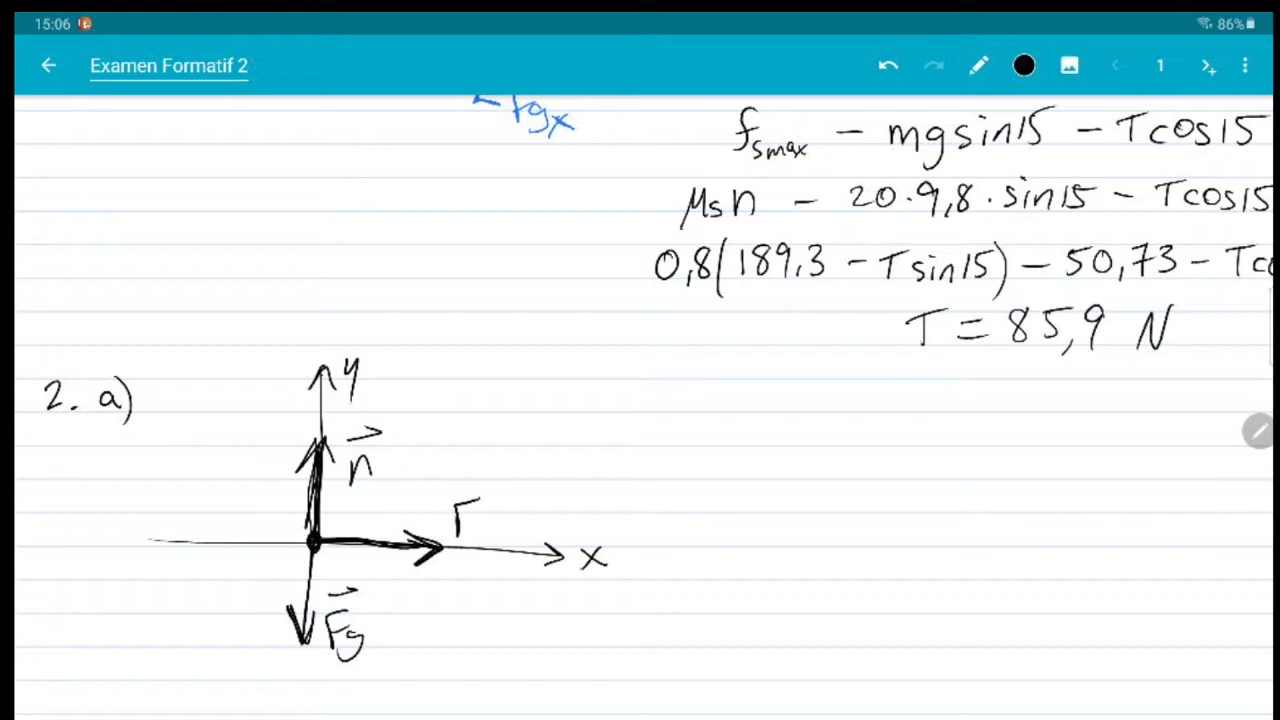 15:06 86%
Examen Formatif 2 1
Fgx
fsmax - mgsin15 - Tcos15
μsn - 20·9,8·sin15 - Tcos15
0,8(189,3 - Tsin15) - 50,73 - Tco
T = 85,9 N
2. a)
y
n
x
Fg